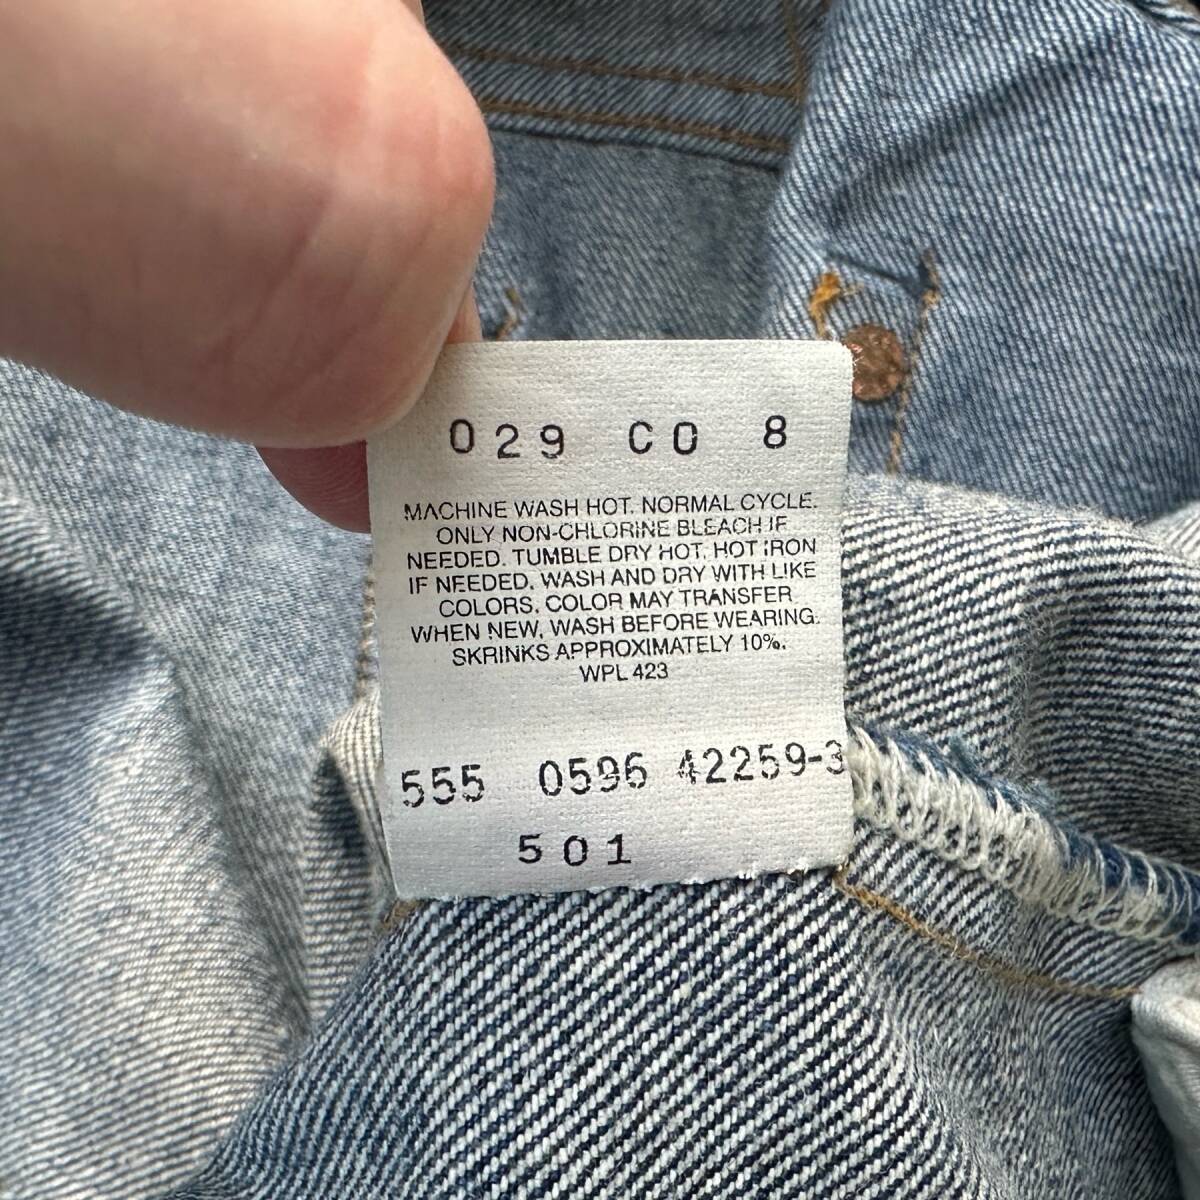 029 CO 8
MACHINE WASH HOT. NORMAL CYCLE.
ONLY NON-CHLORINE BLEACH IF
NEEDED. TUMBLE DRY HOT. HOT IRON
IF NEEDED. WASH AND DRY WITH LIKE
COLORS. COLOR MAY TRANSFER
WHEN NEW, WASH BEFORE WEARING.
SKRINKS APPROXIMATELY 10%.
WPL 423
555 0596 42259-3
501